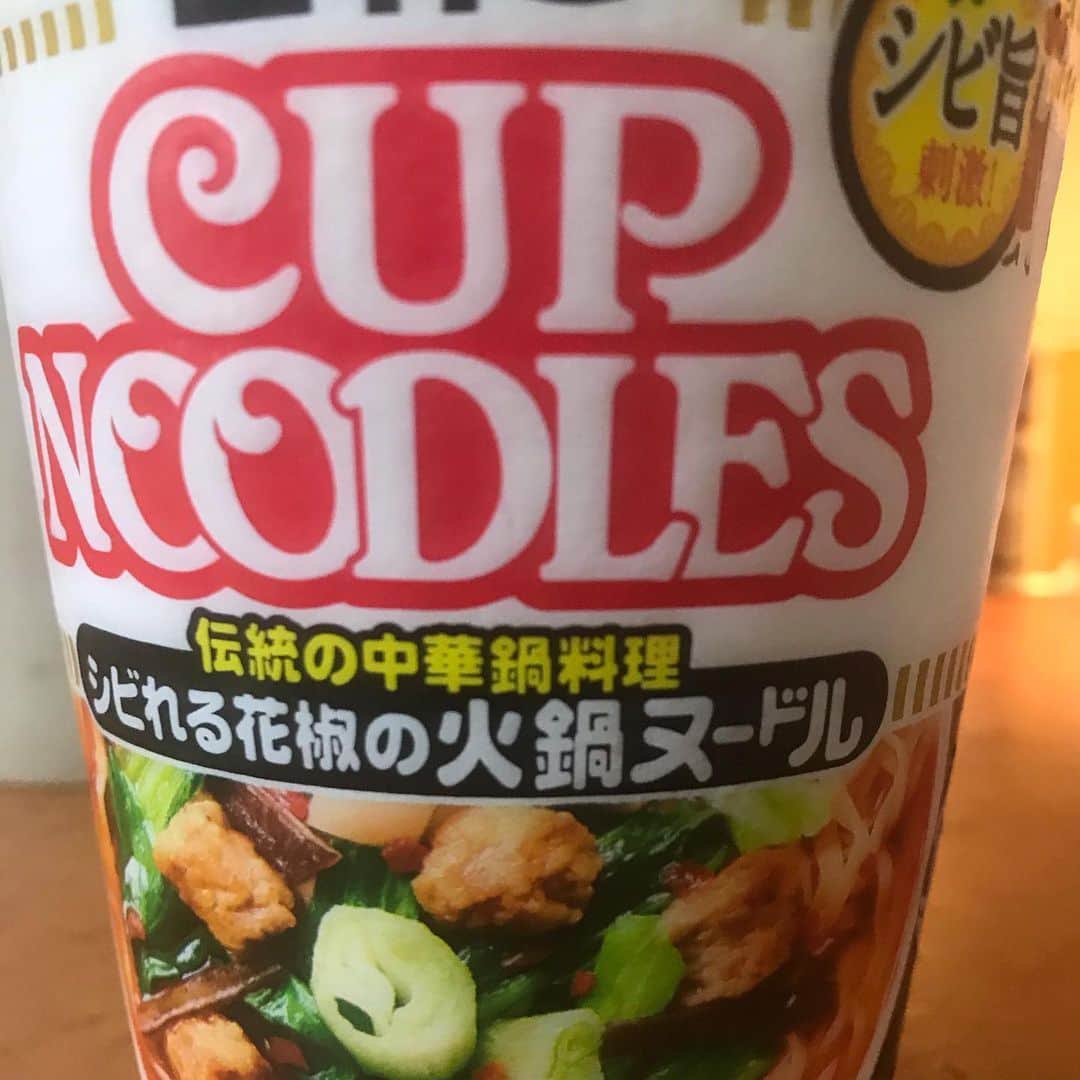 シビ旨
刺激!
CUP
NOODLES
伝統の中華鍋料理
シビれる花椒の火鍋ヌードル